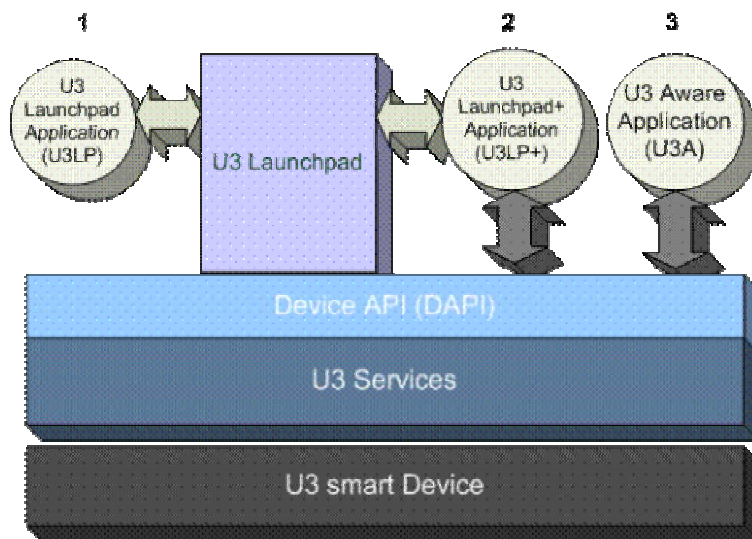 1
2
3
U3
Launchpad
Application
(U3LP)
U3 Launchpad
U3
Launchpad+
Application
(U3LP+)
U3 Aware
Application
(U3A)
Device API (DAPI)
U3 Services
U3 smart Device